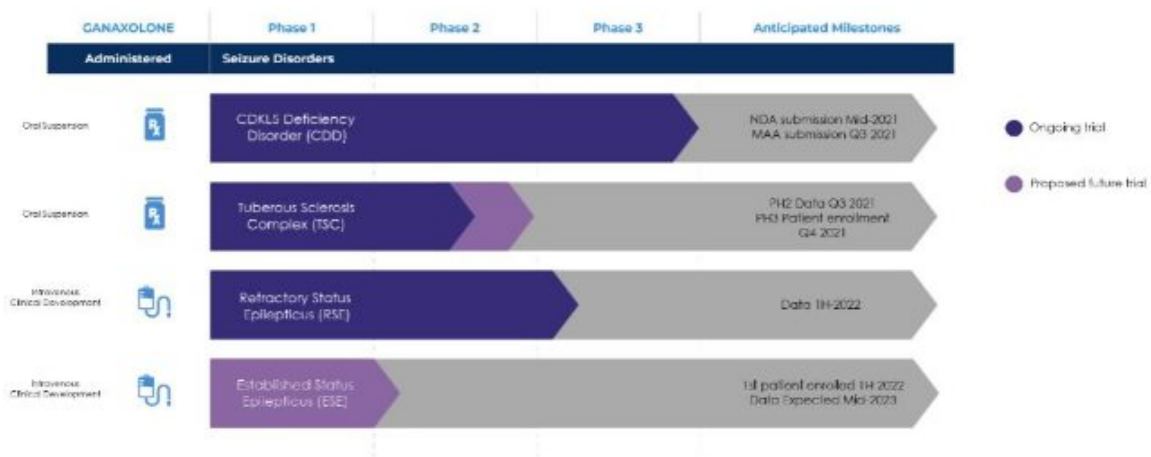 GANAXOLONE Phase 1 Phase 2 Phase 3 Anticipated Milestones
Administered Seizure Disorders
Oral Suspension
CDKL5 Deficiency
Disorder (CDD)
NDA submission Mid-2021
MAA submission Q3 2021
Ongoing trial
Proposed future trial
Oral Suspension
Tuberous Sclerosis
Complex (TSC)
PH2 Data Q3 2021
PH3 Patient enrollment
Q4 2021
Intravenous
Clinical Development
Refractory Status
Epilepticus (RSE)
Data 1H-2022
Intravenous
Clinical Development
Established Status
Epilepticus (ESE)
1st patient enrolled 1H 2022
Data Expected Mid-2023